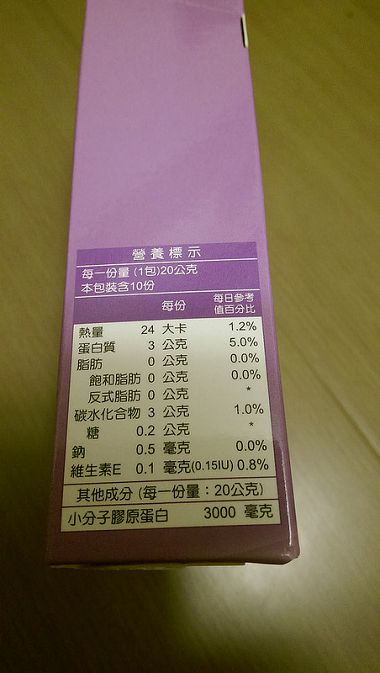 營養標示
每一份量 (1包)20公克
本包裝含10份
每份 每日參考值百分比
熱量 24 大卡 1.2%
蛋白質 3 公克 5.0%
脂肪 0 公克 0.0%
飽和脂肪 0 公克 0.0%
反式脂肪 0 公克 *
碳水化合物 3 公克 1.0%
糖 0.2 公克 *
鈉 0.5 毫克 0.0%
維生素E 0.1 毫克(0.15IU) 0.8%
其他成分 (每一份量：20公克)
小分子膠原蛋白 3000 毫克